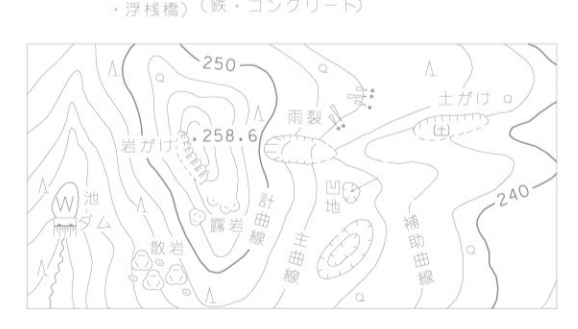 ・浮桟橋）（鉄・コンクリート）
250
土がけ
雨裂
(土)
258.6
岩がけ
池
W
ダム
凹地
240
計曲線
露岩
主曲線
補助曲線
散岩